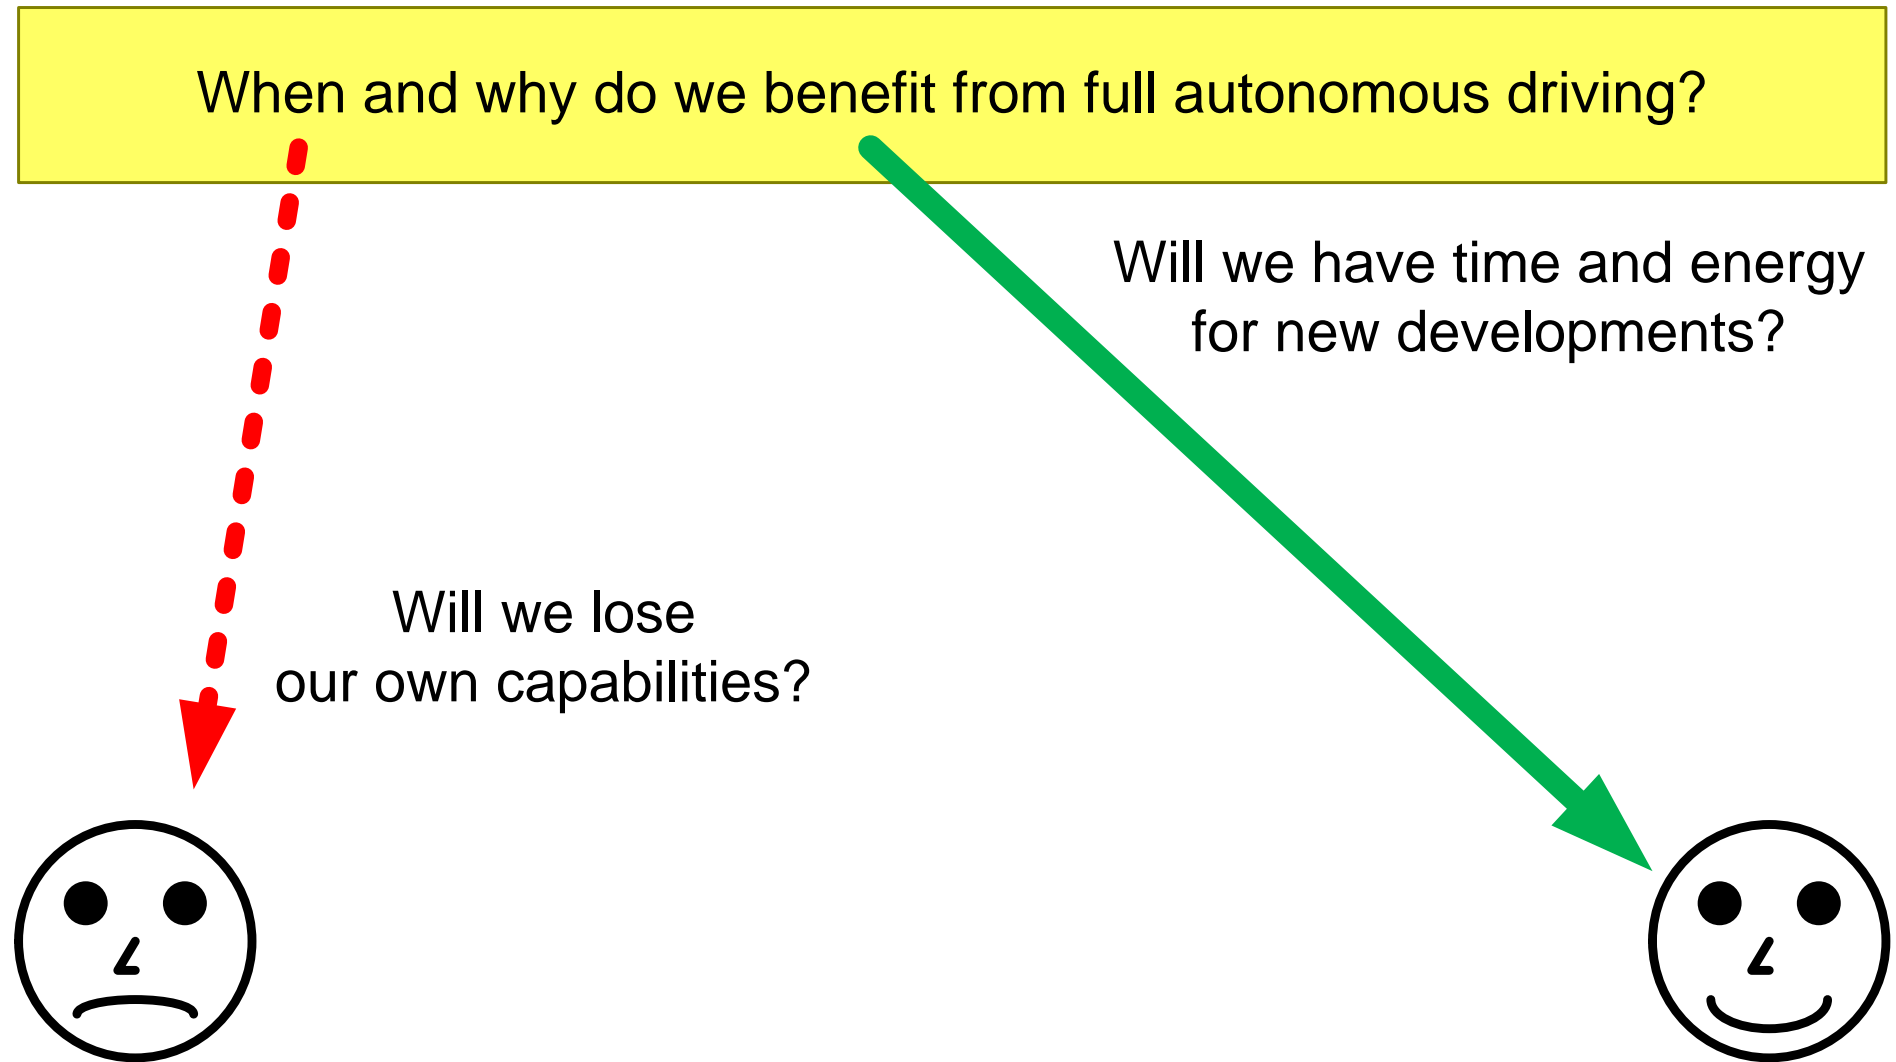 When and why do we benefit from full autonomous driving?
Will we have time and energy
for new developments?
Will we lose
our own capabilities?